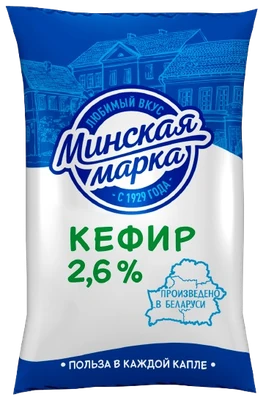 ЛЮБИМЫЙ ВКУС
Минская
марка
- С 1929 ГОДА -
КЕФИР
2,6%
ПРОИЗВЕДЕНО
В БЕЛАРУСИ
• ПОЛЬЗА В КАЖДОЙ КАПЛЕ •